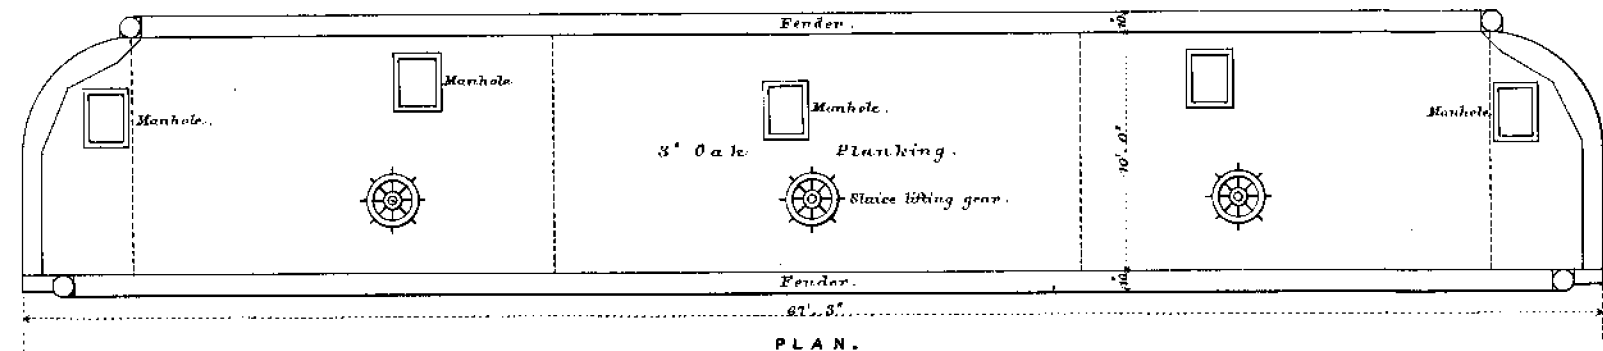 Fender.
10"
Manhole.
Manhole.
Manhole.
Manhole.
3" Oak Planking.
10'. 0"
Sluice lifting gear.
Fender.
10"
67'. 3"
PLAN.